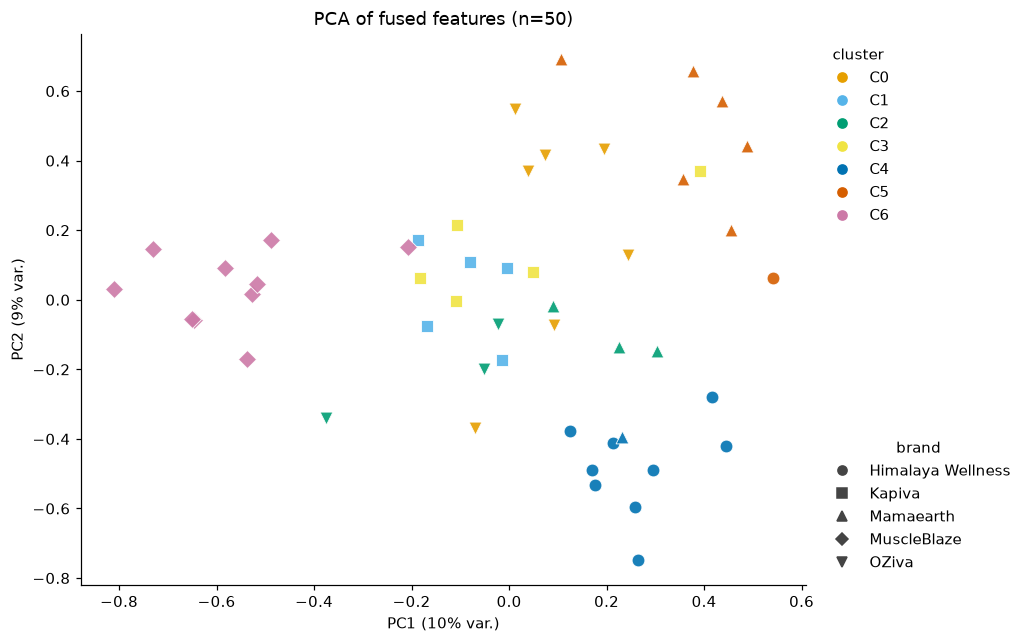 PCA of fused features (n=50)
cluster
C0
C1
C2
C3
C4
C5
C6
brand
Himalaya Wellness
Kapiva
Mamaearth
MuscleBlaze
OZiva
PC2 (9% var.)
0.6
0.4
0.2
0.0
−0.2
−0.4
−0.6
−0.8
−0.8
−0.6
−0.4
−0.2
0.0
0.2
0.4
0.6
PC1 (10% var.)